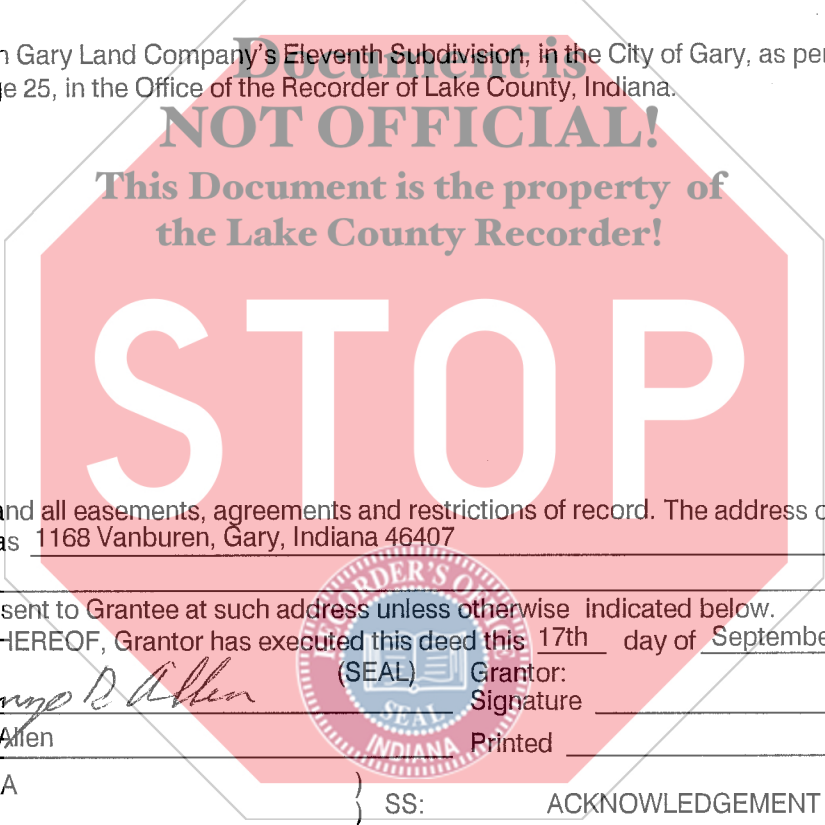 n Gary Land Company's Eleventh Subdivision, in the City of Gary, as per
e 25, in the Office of the Recorder of Lake County, Indiana.
Document is
NOT OFFICIAL!
This Document is the property of
the Lake County Recorder!
STOP
and all easements, agreements and restrictions of record. The address o
as 1168 Vanburen, Gary, Indiana 46407
sent to Grantee at such address unless otherwise indicated below.
HEREOF, Grantor has executed this deed this 17th day of Septembe
(SEAL) Grantor:
R Allen Signature
Allen Printed
RECORDER'S OFFICE
SEAL
INDIANA
A
) SS: ACKNOWLEDGEMENT
)